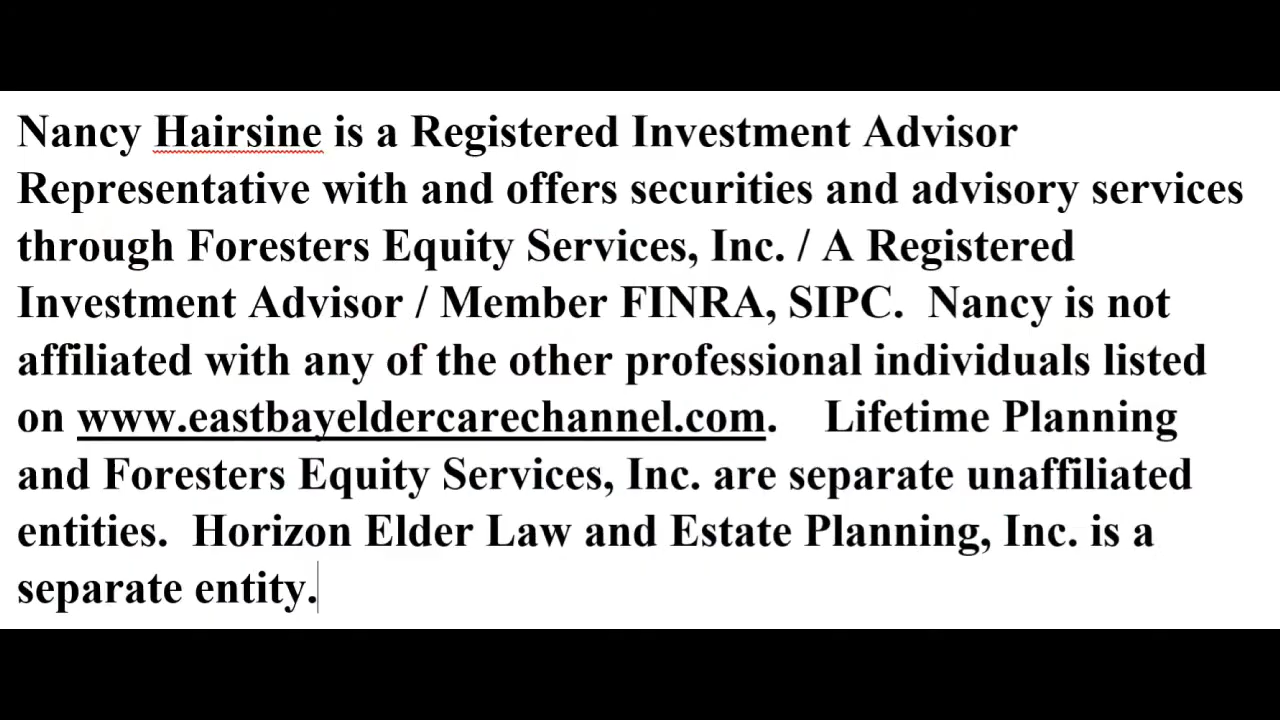 Nancy Hairsine is a Registered Investment Advisor
Representative with and offers securities and advisory services
through Foresters Equity Services, Inc. / A Registered
Investment Advisor / Member FINRA, SIPC.  Nancy is not
affiliated with any of the other professional individuals listed
on www.eastbayeldercarechannel.com.    Lifetime Planning
and Foresters Equity Services, Inc. are separate unaffiliated
entities.  Horizon Elder Law and Estate Planning, Inc. is a
separate entity.